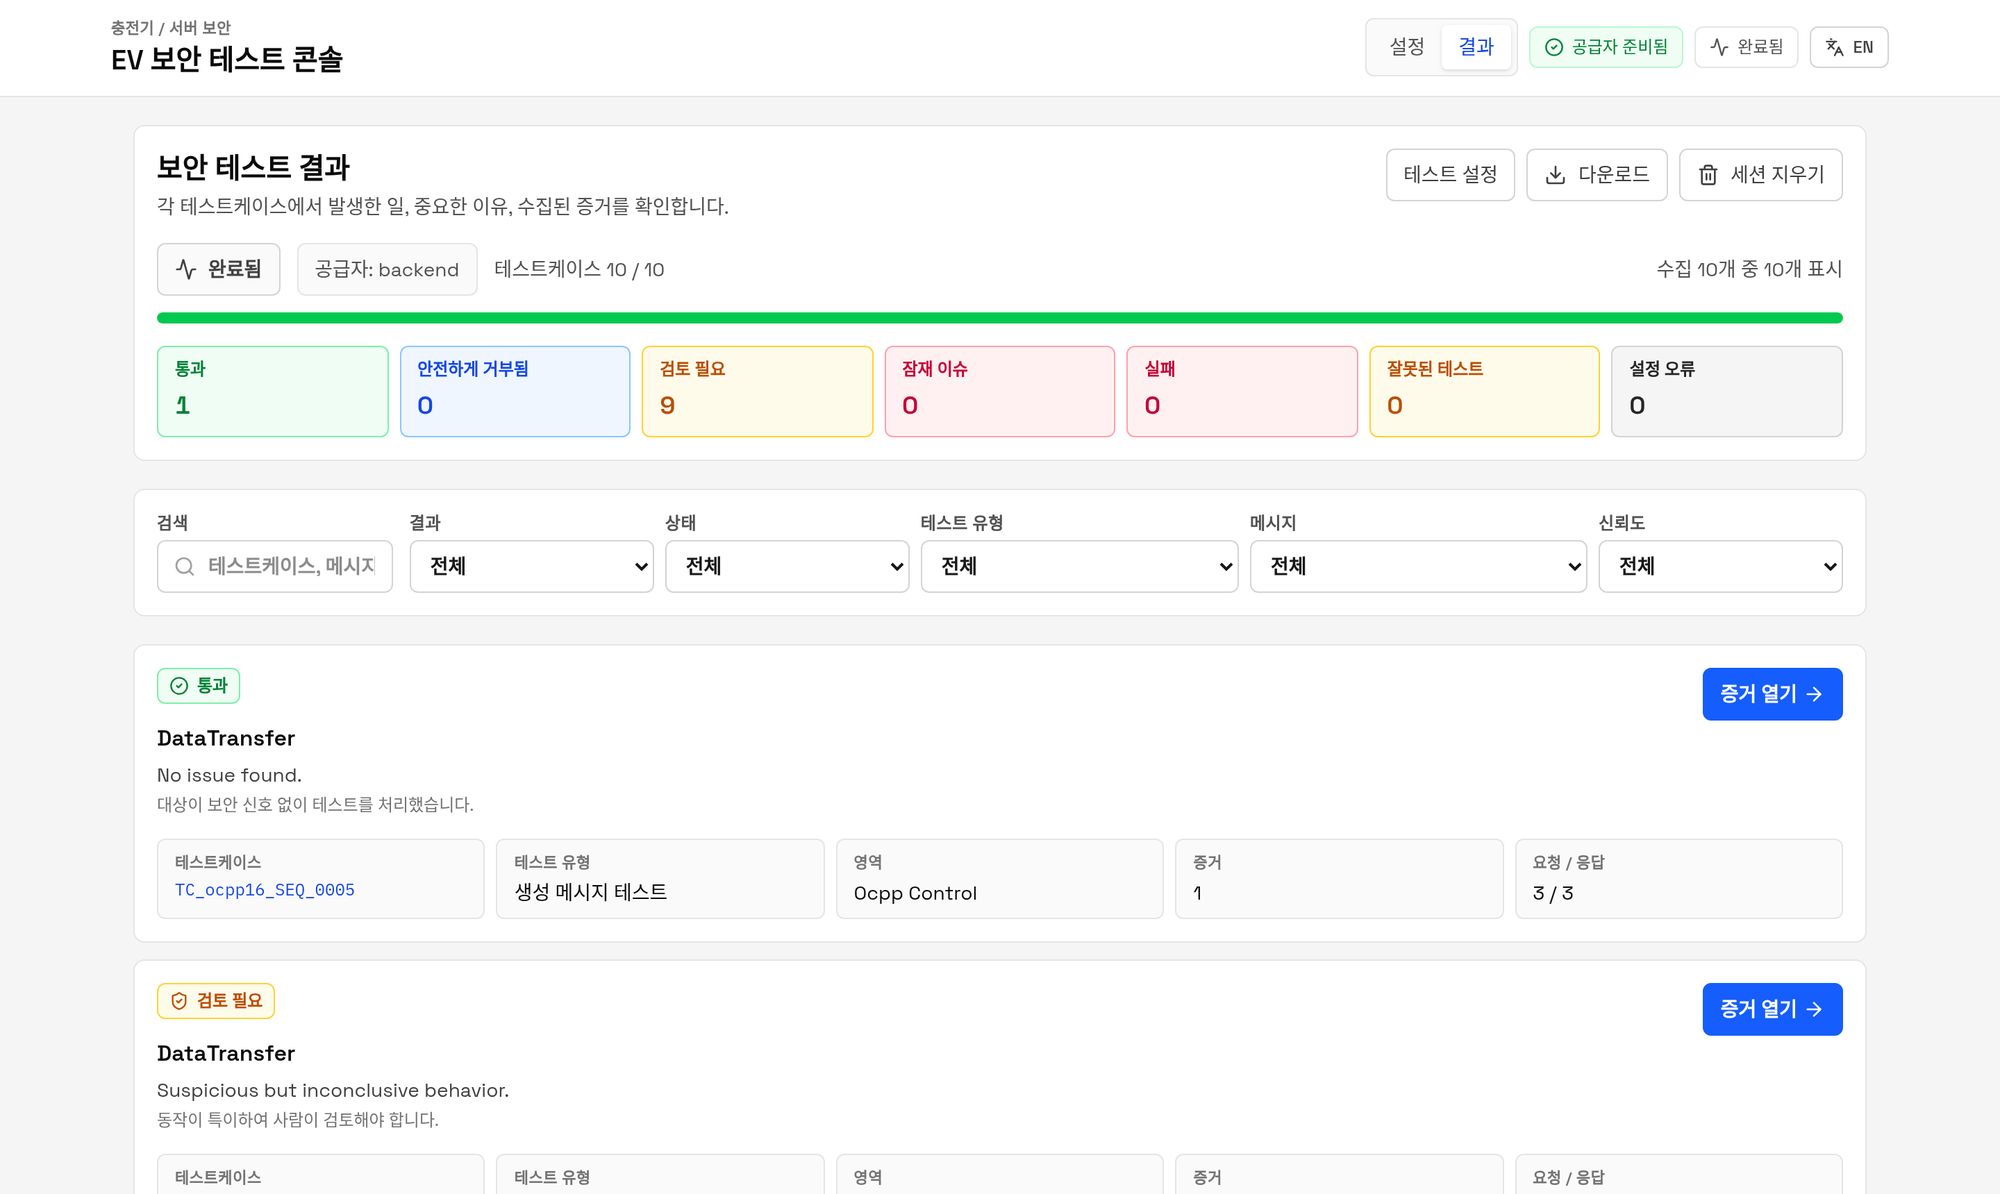 충전기 / 서버 보안
EV 보안 테스트 콘솔
설정
결과
공급자 준비됨
완료됨
EN
보안 테스트 결과
각 테스트케이스에서 발생한 일, 중요한 이유, 수집된 증거를 확인합니다.
테스트 설정
다운로드
세션 지우기
완료됨
공급자: backend
테스트케이스 10 / 10
수집 10개 중 10개 표시
통과
1
안전하게 거부됨
0
검토 필요
9
잠재 이슈
0
실패
0
잘못된 테스트
0
설정 오류
0
검색
테스트케이스, 메시지
결과
전체
상태
전체
테스트 유형
전체
메시지
전체
신뢰도
전체
통과
증거 열기
DataTransfer
No issue found.
대상이 보안 신호 없이 테스트를 처리했습니다.
테스트케이스
TC_ocpp16_SEQ_0005
테스트 유형
생성 메시지 테스트
영역
Ocpp Control
증거
1
요청 / 응답
3 / 3
검토 필요
증거 열기
DataTransfer
Suspicious but inconclusive behavior.
동작이 특이하여 사람이 검토해야 합니다.
테스트케이스
테스트 유형
영역
증거
요청 / 응답